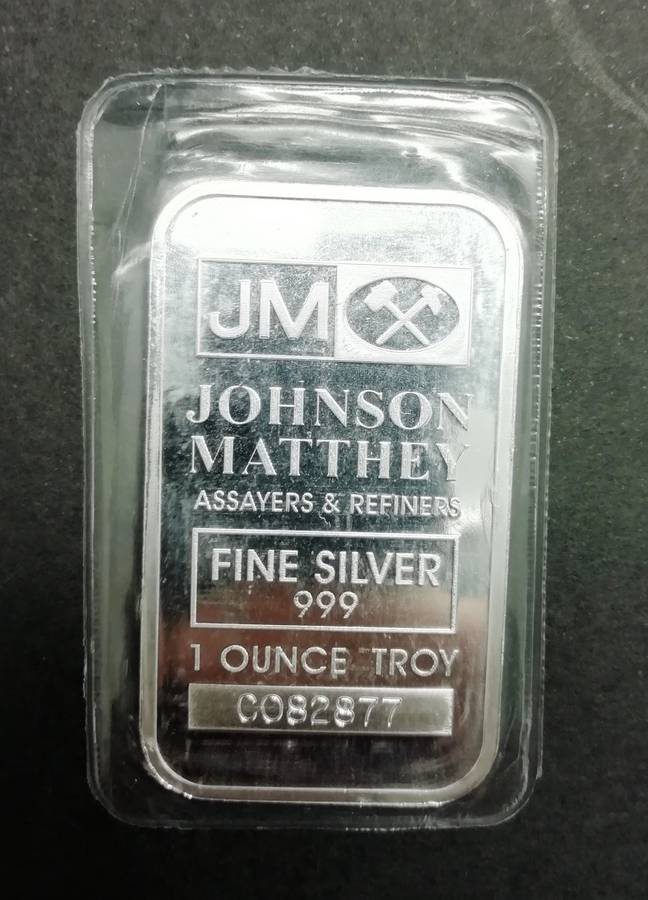 JM
JOHNSON
MATTHEY
ASSAYERS & REFINERS
FINE SILVER
999
1 OUNCE TROY
C082877